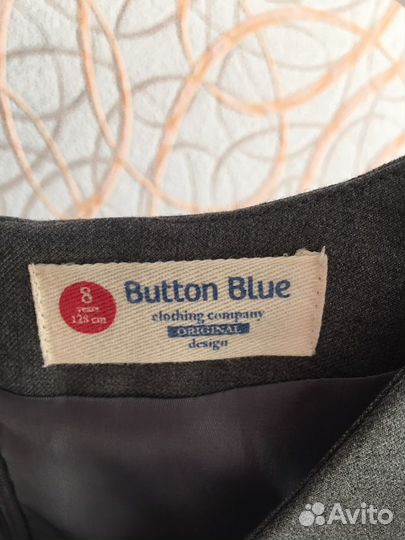 8
years
128 cm
Button Blue
clothing company
ORIGINAL
design
Avito